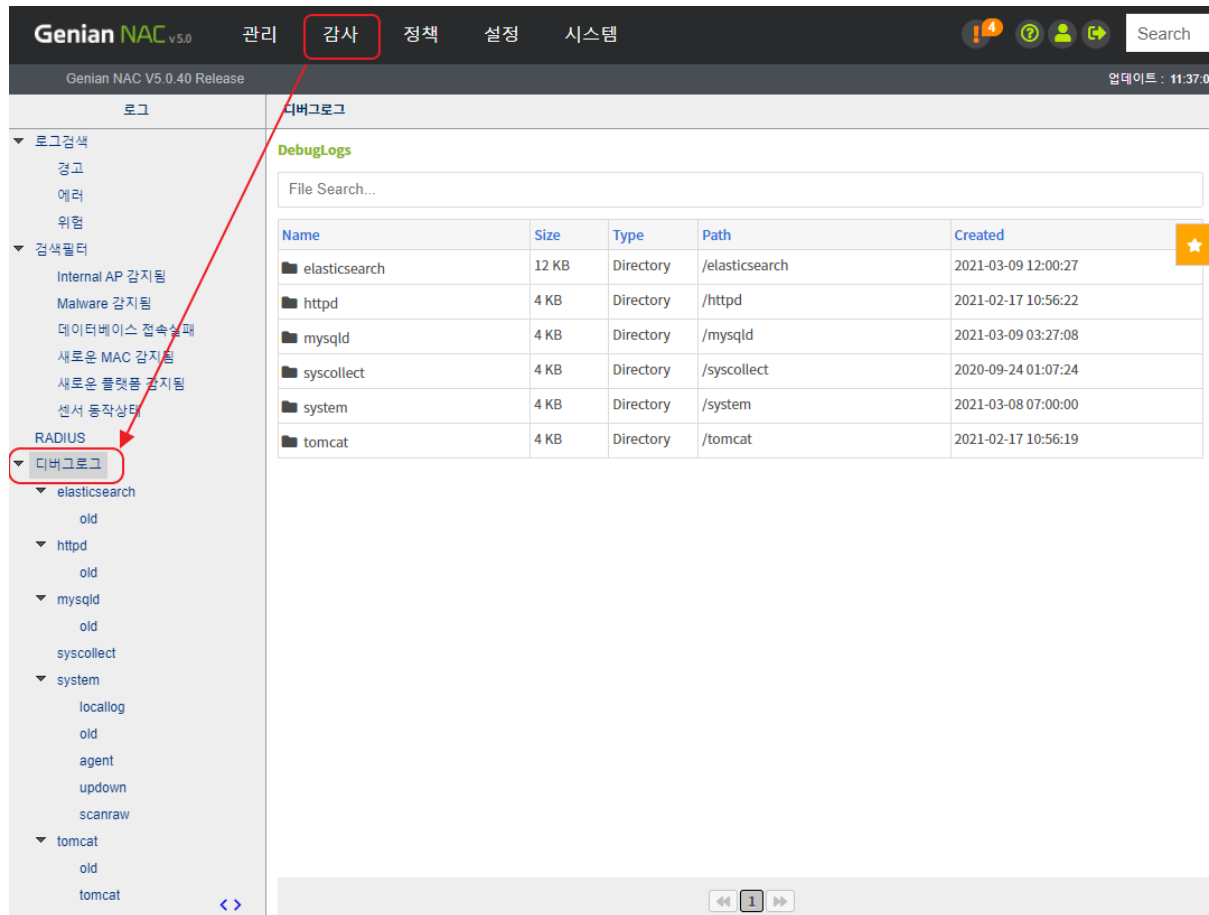 Genian NAC v5.0 관리 감사 정책 설정 시스템 4 Search
Genian NAC V5.0.40 Release 업데이트 : 11:37:0
로그 디버그로그
로그검색
경고
에러
위험
검색필터
Internal AP 감지됨
Malware 감지됨
데이터베이스 접속실패
새로운 MAC 감지됨
새로운 플랫폼 감지됨
센서 동작상태
RADIUS
디버그로그
elasticsearch
old
httpd
old
mysqld
old
syscollect
system
locallog
old
agent
updown
scanraw
tomcat
old
tomcat
DebugLogs
File Search...
Name Size Type Path Created
elasticsearch 12 KB Directory /elasticsearch 2021-03-09 12:00:27
httpd 4 KB Directory /httpd 2021-02-17 10:56:22
mysqld 4 KB Directory /mysqld 2021-03-09 03:27:08
syscollect 4 KB Directory /syscollect 2020-09-24 01:07:24
system 4 KB Directory /system 2021-03-08 07:00:00
tomcat 4 KB Directory /tomcat 2021-02-17 10:56:19
1